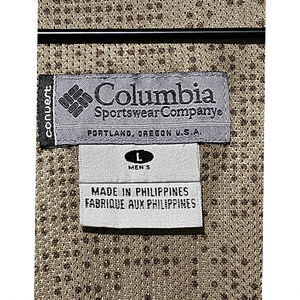 convert
Columbia
Sportswear Company®
PORTLAND, OREGON U.S.A.
L
MEN'S
MADE IN PHILIPPINES
FABRIQUE AUX PHILIPPINES